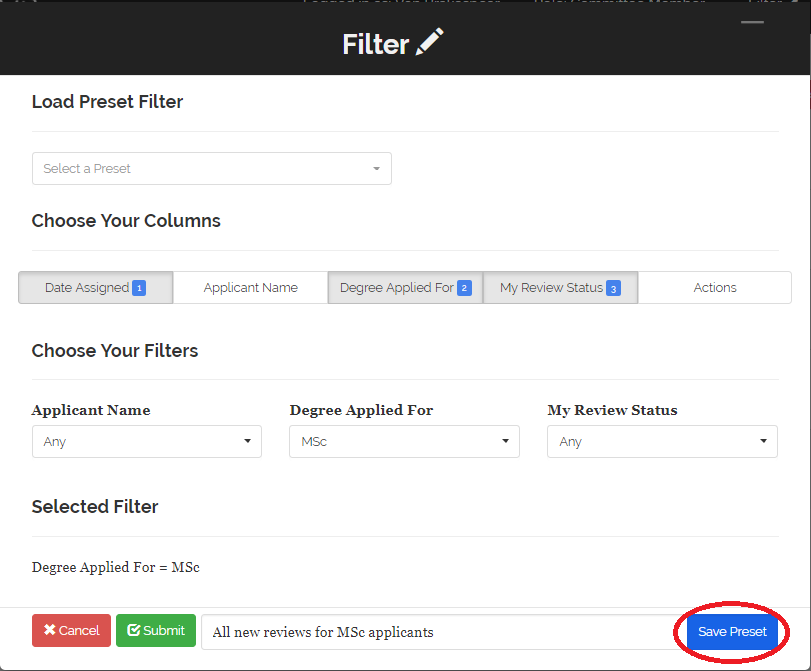 Filter
Load Preset Filter
Select a Preset
Choose Your Columns
Date Assigned 1 Applicant Name Degree Applied For 2 My Review Status 3 Actions
Choose Your Filters
Applicant Name Degree Applied For My Review Status
Any MSc Any
Selected Filter
Degree Applied For = MSc
Cancel Submit All new reviews for MSc applicants Save Preset